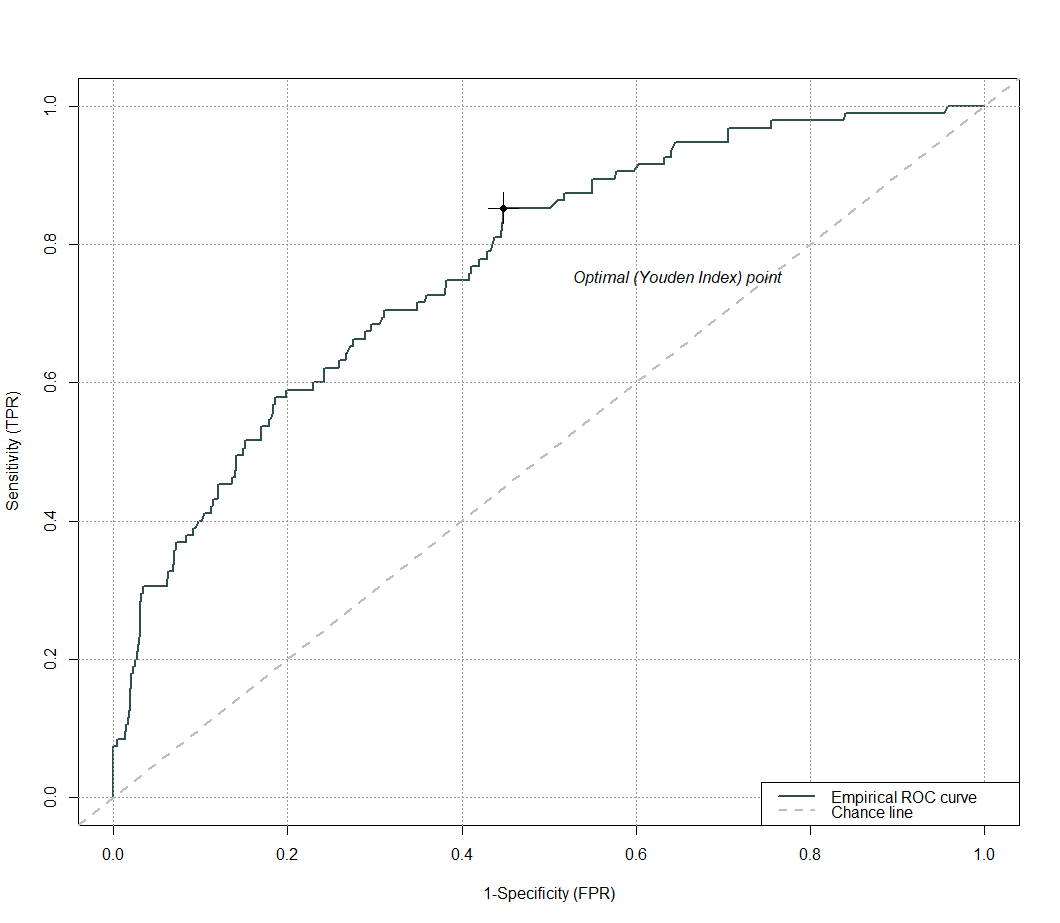 1.0
0.8
0.6
0.4
0.2
0.0
Sensitivity (TPR)
Optimal (Youden Index) point
Empirical ROC curve
Chance line
0.0 0.2 0.4 0.6 0.8 1.0
1-Specificity (FPR)